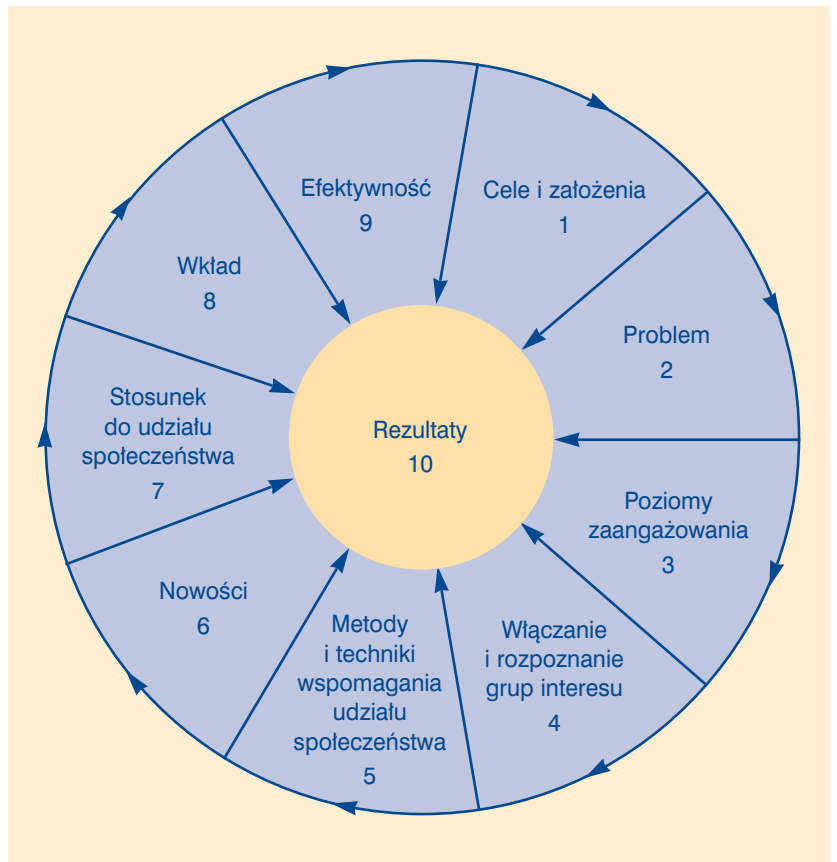 Cele i założenia
1
Problem
2
Poziomy
zaangażowania
3
Włączanie
i rozpoznanie
grup interesu
4
Metody
i techniki
wspomagania
udziału
społeczeństwa
5
Nowości
6
Stosunek
do udziału
społeczeństwa
7
Wkład
8
Efektywność
9
Rezultaty
10